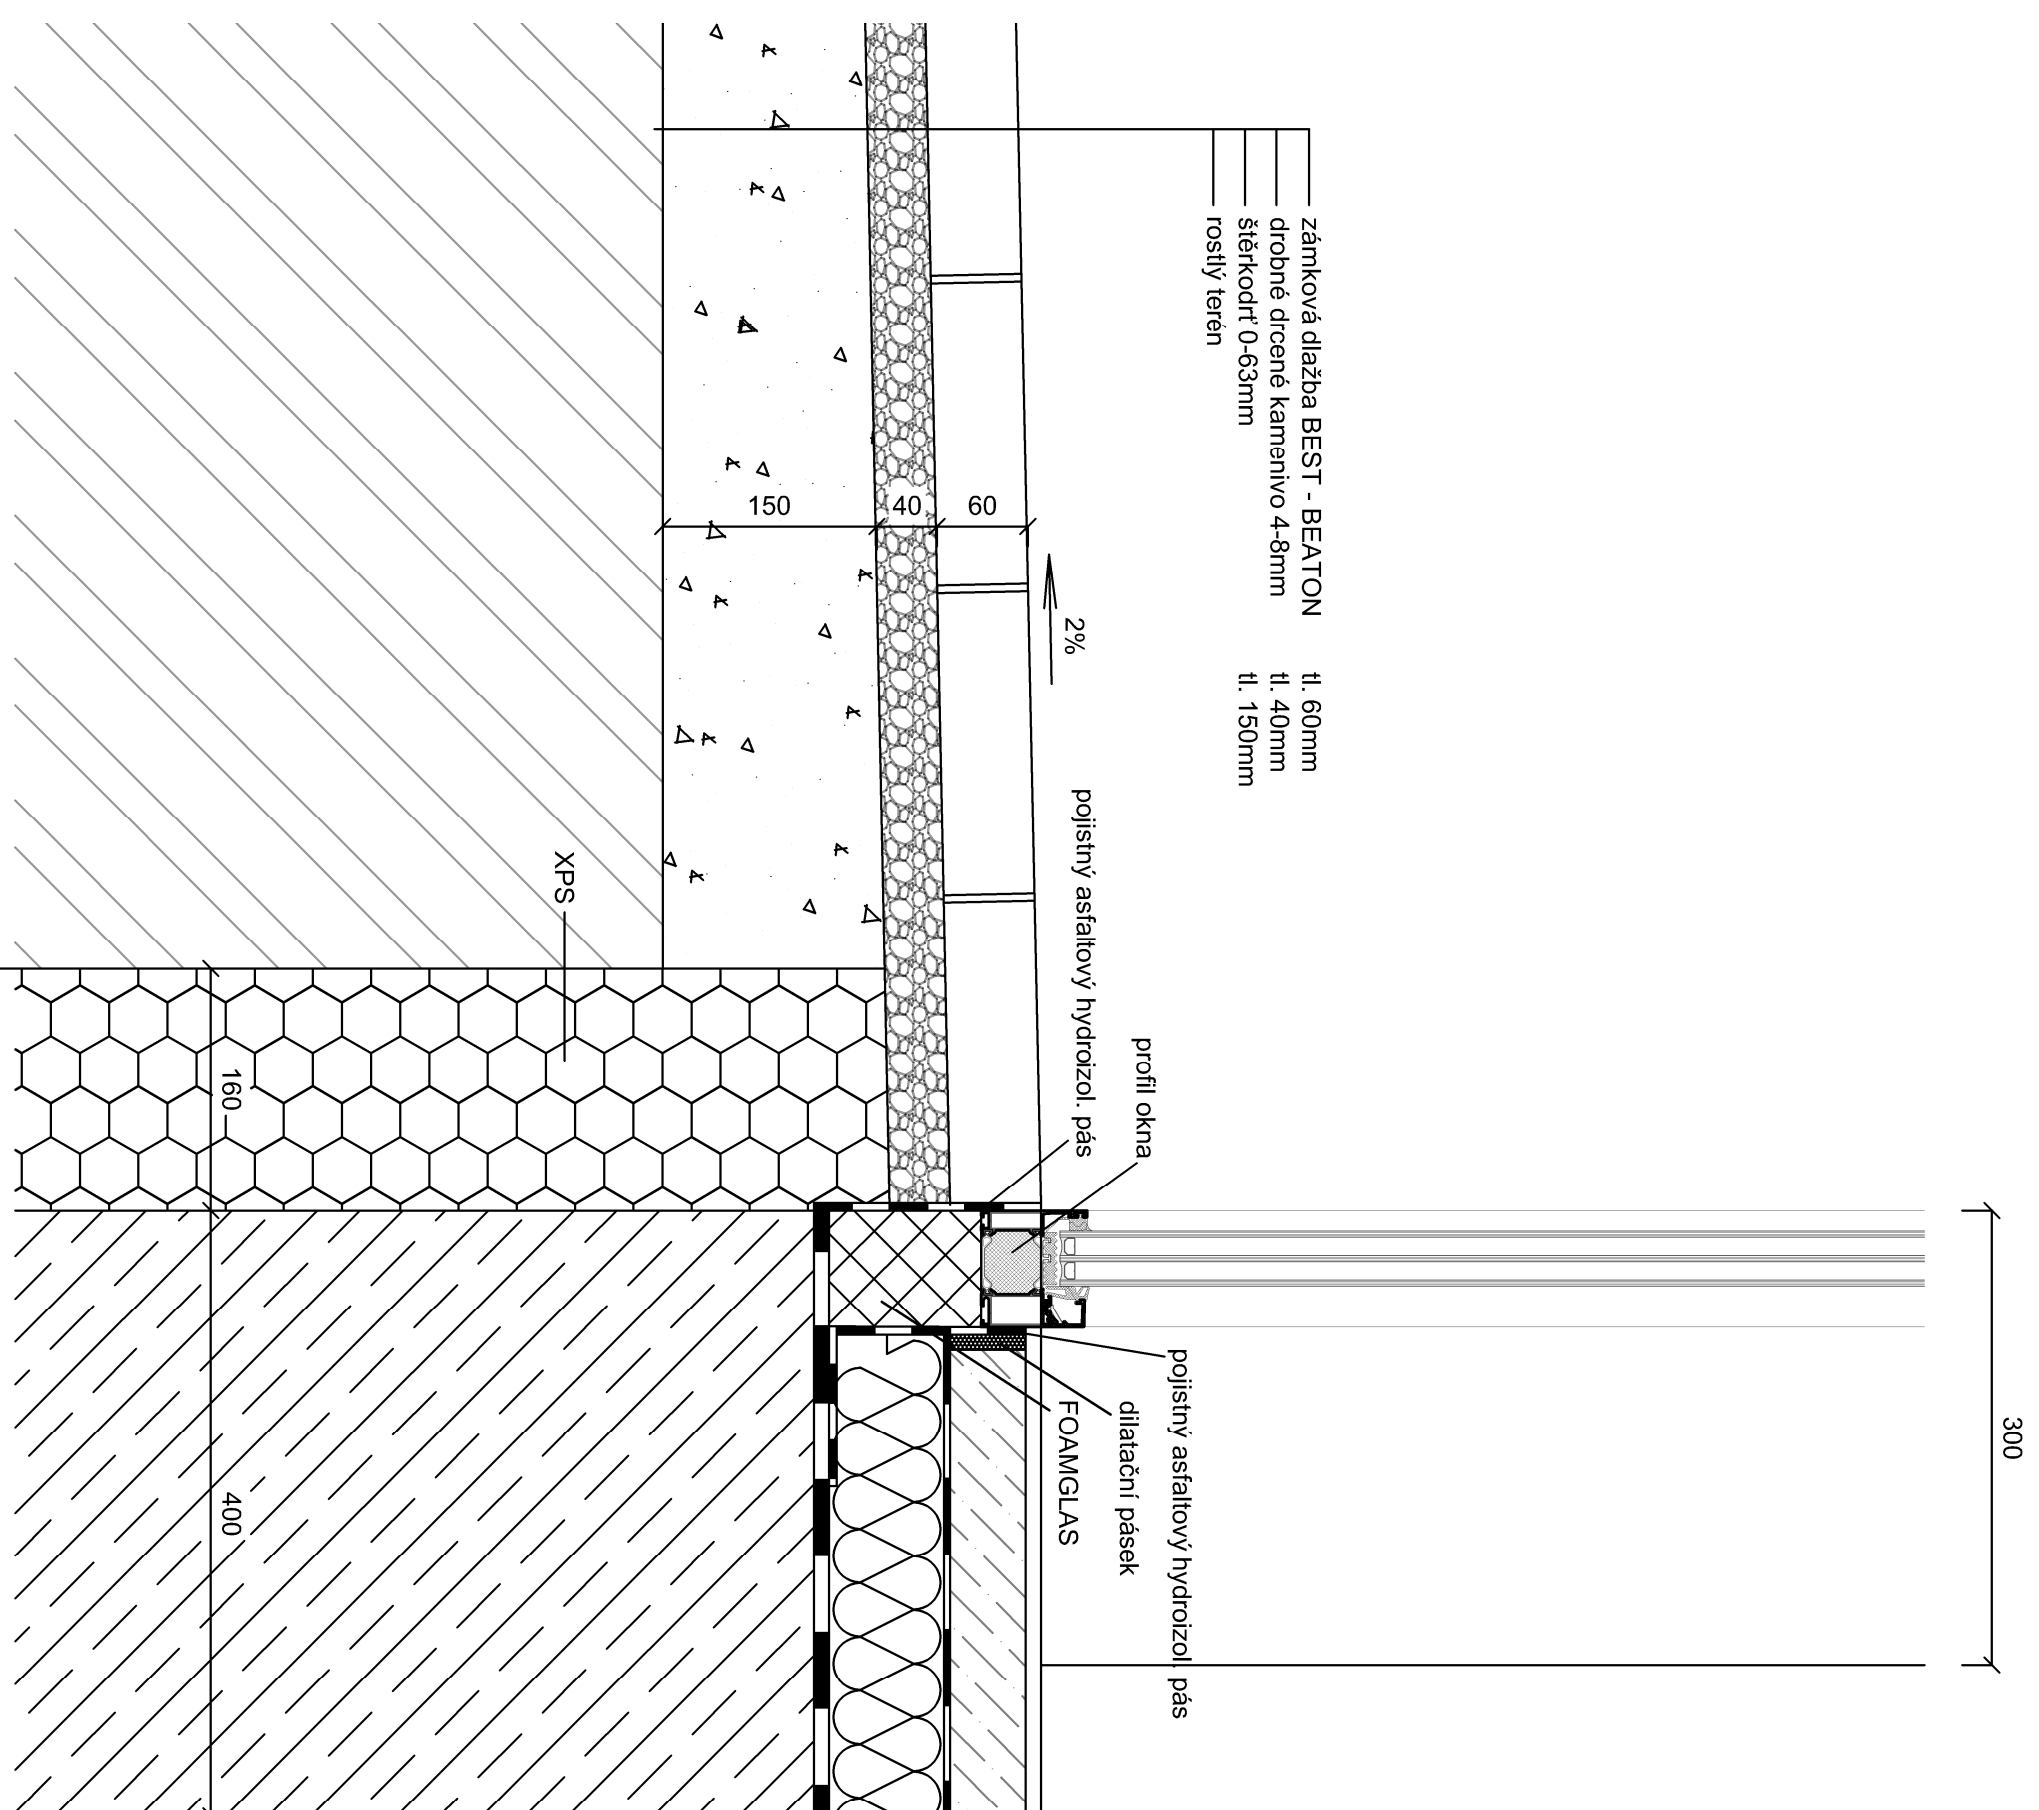 zámková dlažba BEST - BEATON tl. 60mm
drobné drcené kamenivo 4-8mm tl. 40mm
štěrkodrť 0-63mm tl. 150mm
rostlý terén
150
40
60
2%
pojistný asfaltový hydroizol. pás
profil okna
XPS
160
300
pojistný asfaltový hydroizol. pás
dilatační pásek
FOAMGLAS
400